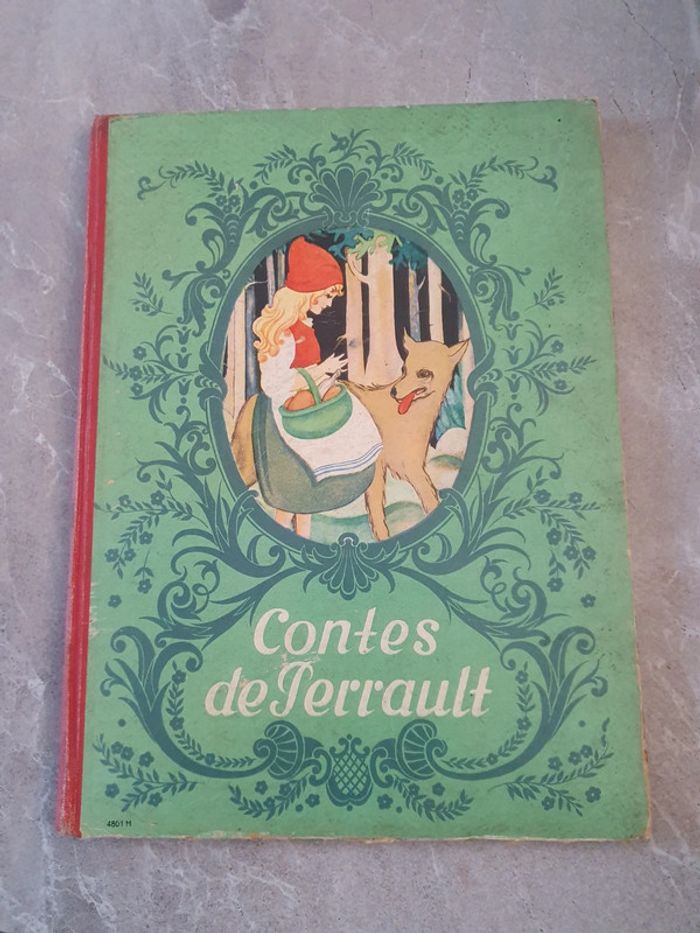 Contes
de Perrault
4801 M